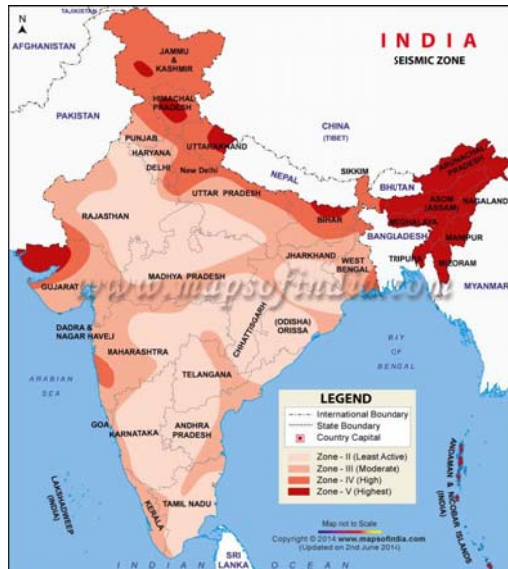 TAJIKISTAN
N
AFGHANISTAN
INDIA
SEISMIC ZONE
JAMMU
&
KASHMIR
PAKISTAN
HIMACHAL
PRADESH
PUNJAB
UTTARAKHAND
CHINA
(TIBET)
HARYANA
DELHI
New Delhi
NEPAL
SIKKIM
ARUNACHAL
PRADESH
UTTAR PRADESH
BHUTAN
ASOM
(ASSAM)
NAGALAND
RAJASTHAN
BIHAR
MEGHALAYA
BANGLADESH
MANIPUR
JHARKHAND
WEST
BENGAL
TRIPURA
MIZORAM
GUJARAT
MADHYA PRADESH
www.mapsofindia.com
MYANMAR
DADRA &
NAGAR HAVELI
CHHATTISGARH
(ODISHA)
ORISSA
MAHARASHTRA
BAY
OF
BENGAL
ARABIAN
SEA
TELANGANA
GOA
KARNATAKA
ANDHRA
PRADESH
LEGEND
International Boundary
State Boundary
Country Capital
Zone - II (Least Active)
Zone - III (Moderate)
Zone - IV (High)
Zone - V (Highest)
LAKSHADWEEP
(INDIA)
KERALA
TAMIL NADU
ANDAMAN & NICOBAR ISLANDS
(INDIA)
Map not to Scale
Copyright © 2014 www.mapsofindia.com
(Updated on 2nd June 2014)
SRI
LANKA
INDIAN OCEAN